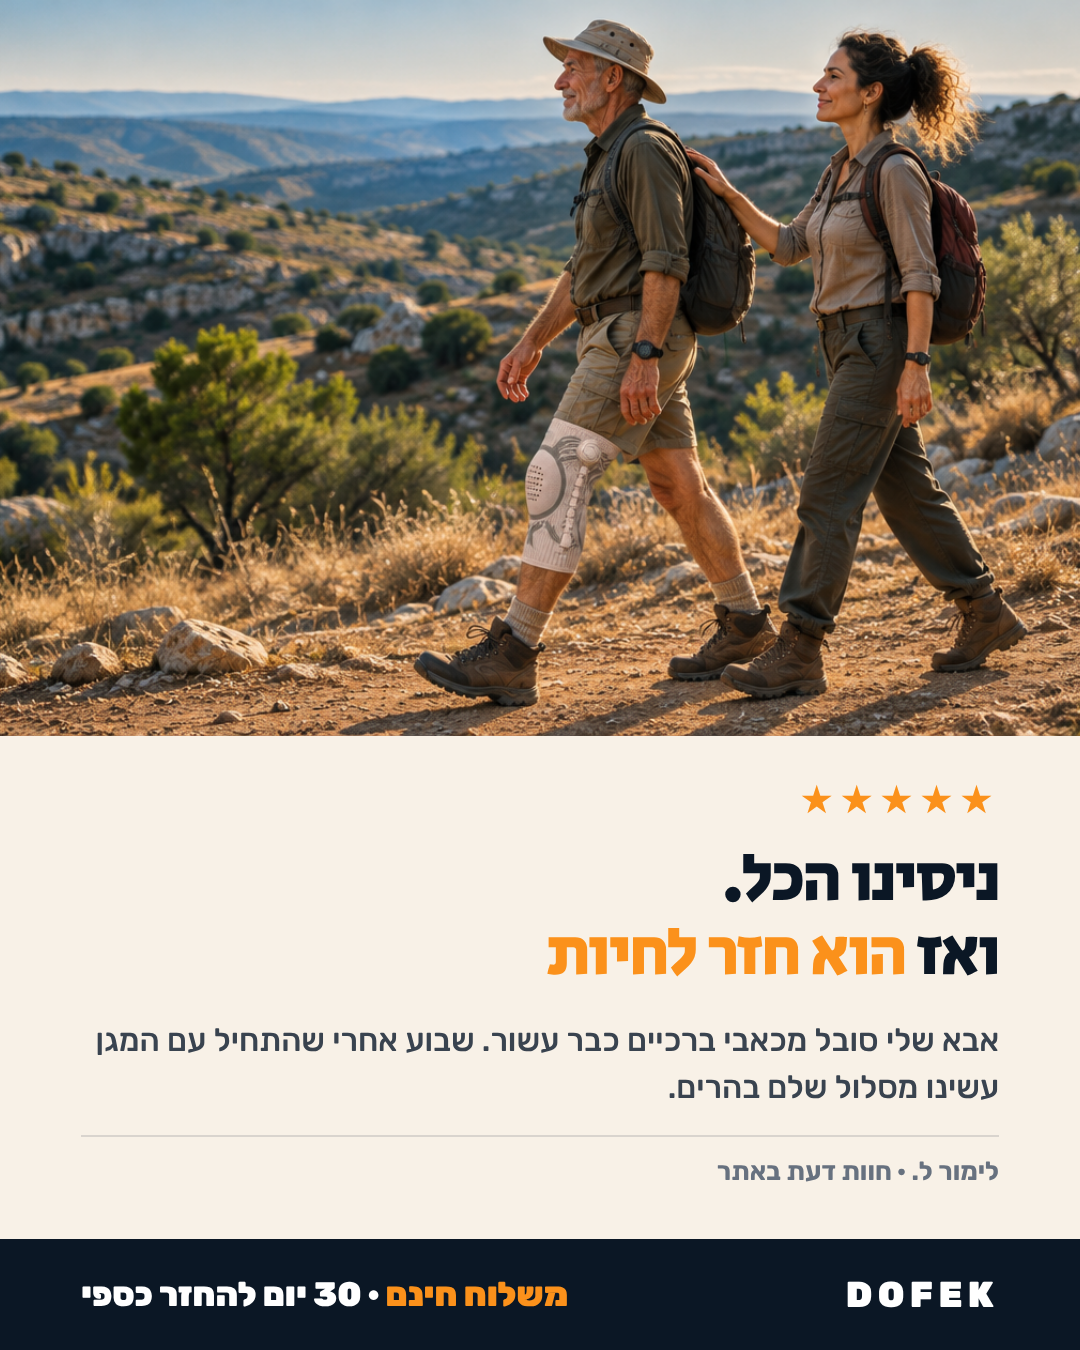 ★★★★★
ניסינו הכל.
ואז הוא חזר לחיות
אבא שלי סובל מכאבי ברכיים כבר עשור. שבוע אחרי שהתחיל עם המגן
עשינו מסלול שלם בהרים.
לימור ל. • חוות דעת באתר
DOFEK
משלוח חינם • 30 יום להחזר כספי